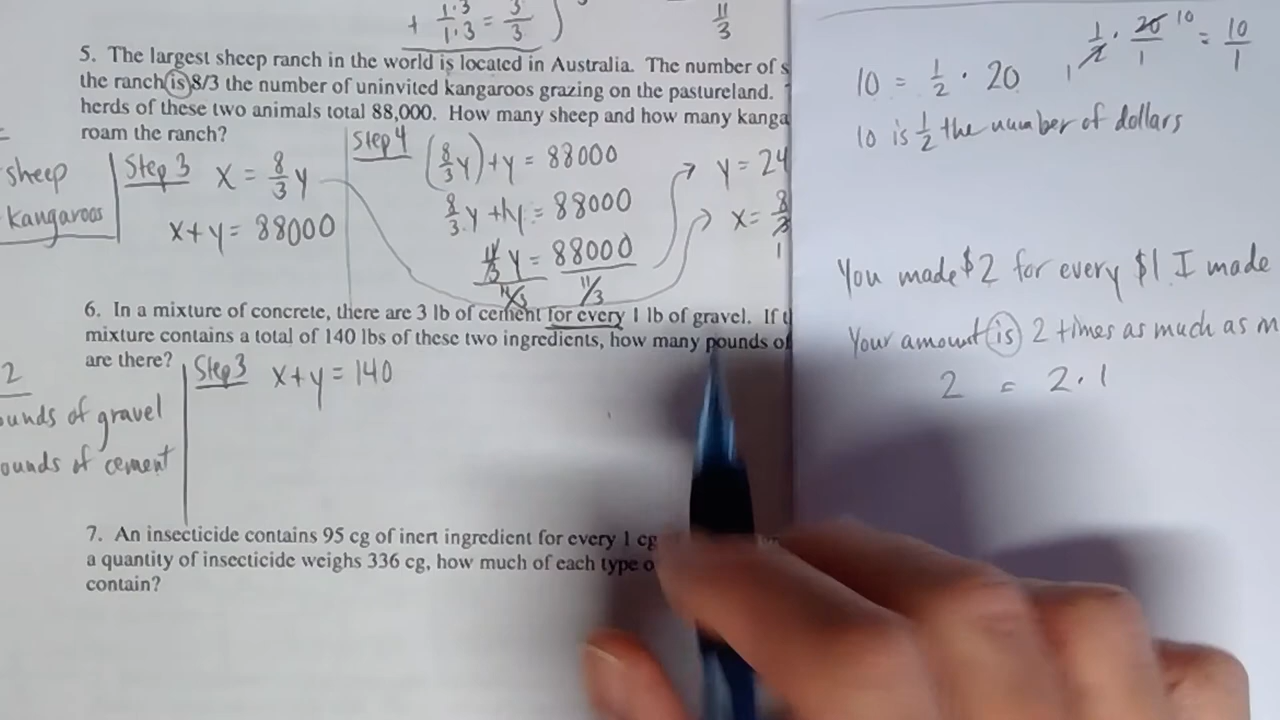 + 1·3/1·3 = 3/3 )
11/3
5. The largest sheep ranch in the world is located in Australia. The number of s
the ranch is 8/3 the number of uninvited kangaroos grazing on the pastureland.
herds of these two animals total 88,000. How many sheep and how many kanga
roam the ranch?
sheep
kangaroos
Step 3 x = 8/3 y
x+y = 88000
Step 4 (8/3 y) + y = 88000
8/3 y + 1y = 88000
11/3 y = 88000
11/3 11/3
y = 24
x = 8/3
1
6. In a mixture of concrete, there are 3 lb of cement for every 1 lb of gravel. If t
mixture contains a total of 140 lbs of these two ingredients, how many pounds of
are there?
2
ounds of gravel
ounds of cement
Step 3 x+y = 140
7. An insecticide contains 95 cg of inert ingredient for every 1 cg
a quantity of insecticide weighs 336 cg, how much of each type o
contain?
10 = 1/2 · 20
1/2 · 20/1 = 10/1
1 10
10 is 1/2 the number of dollars
You made $2 for every $1 I made
Your amount is 2 times as much as m
2 = 2·1